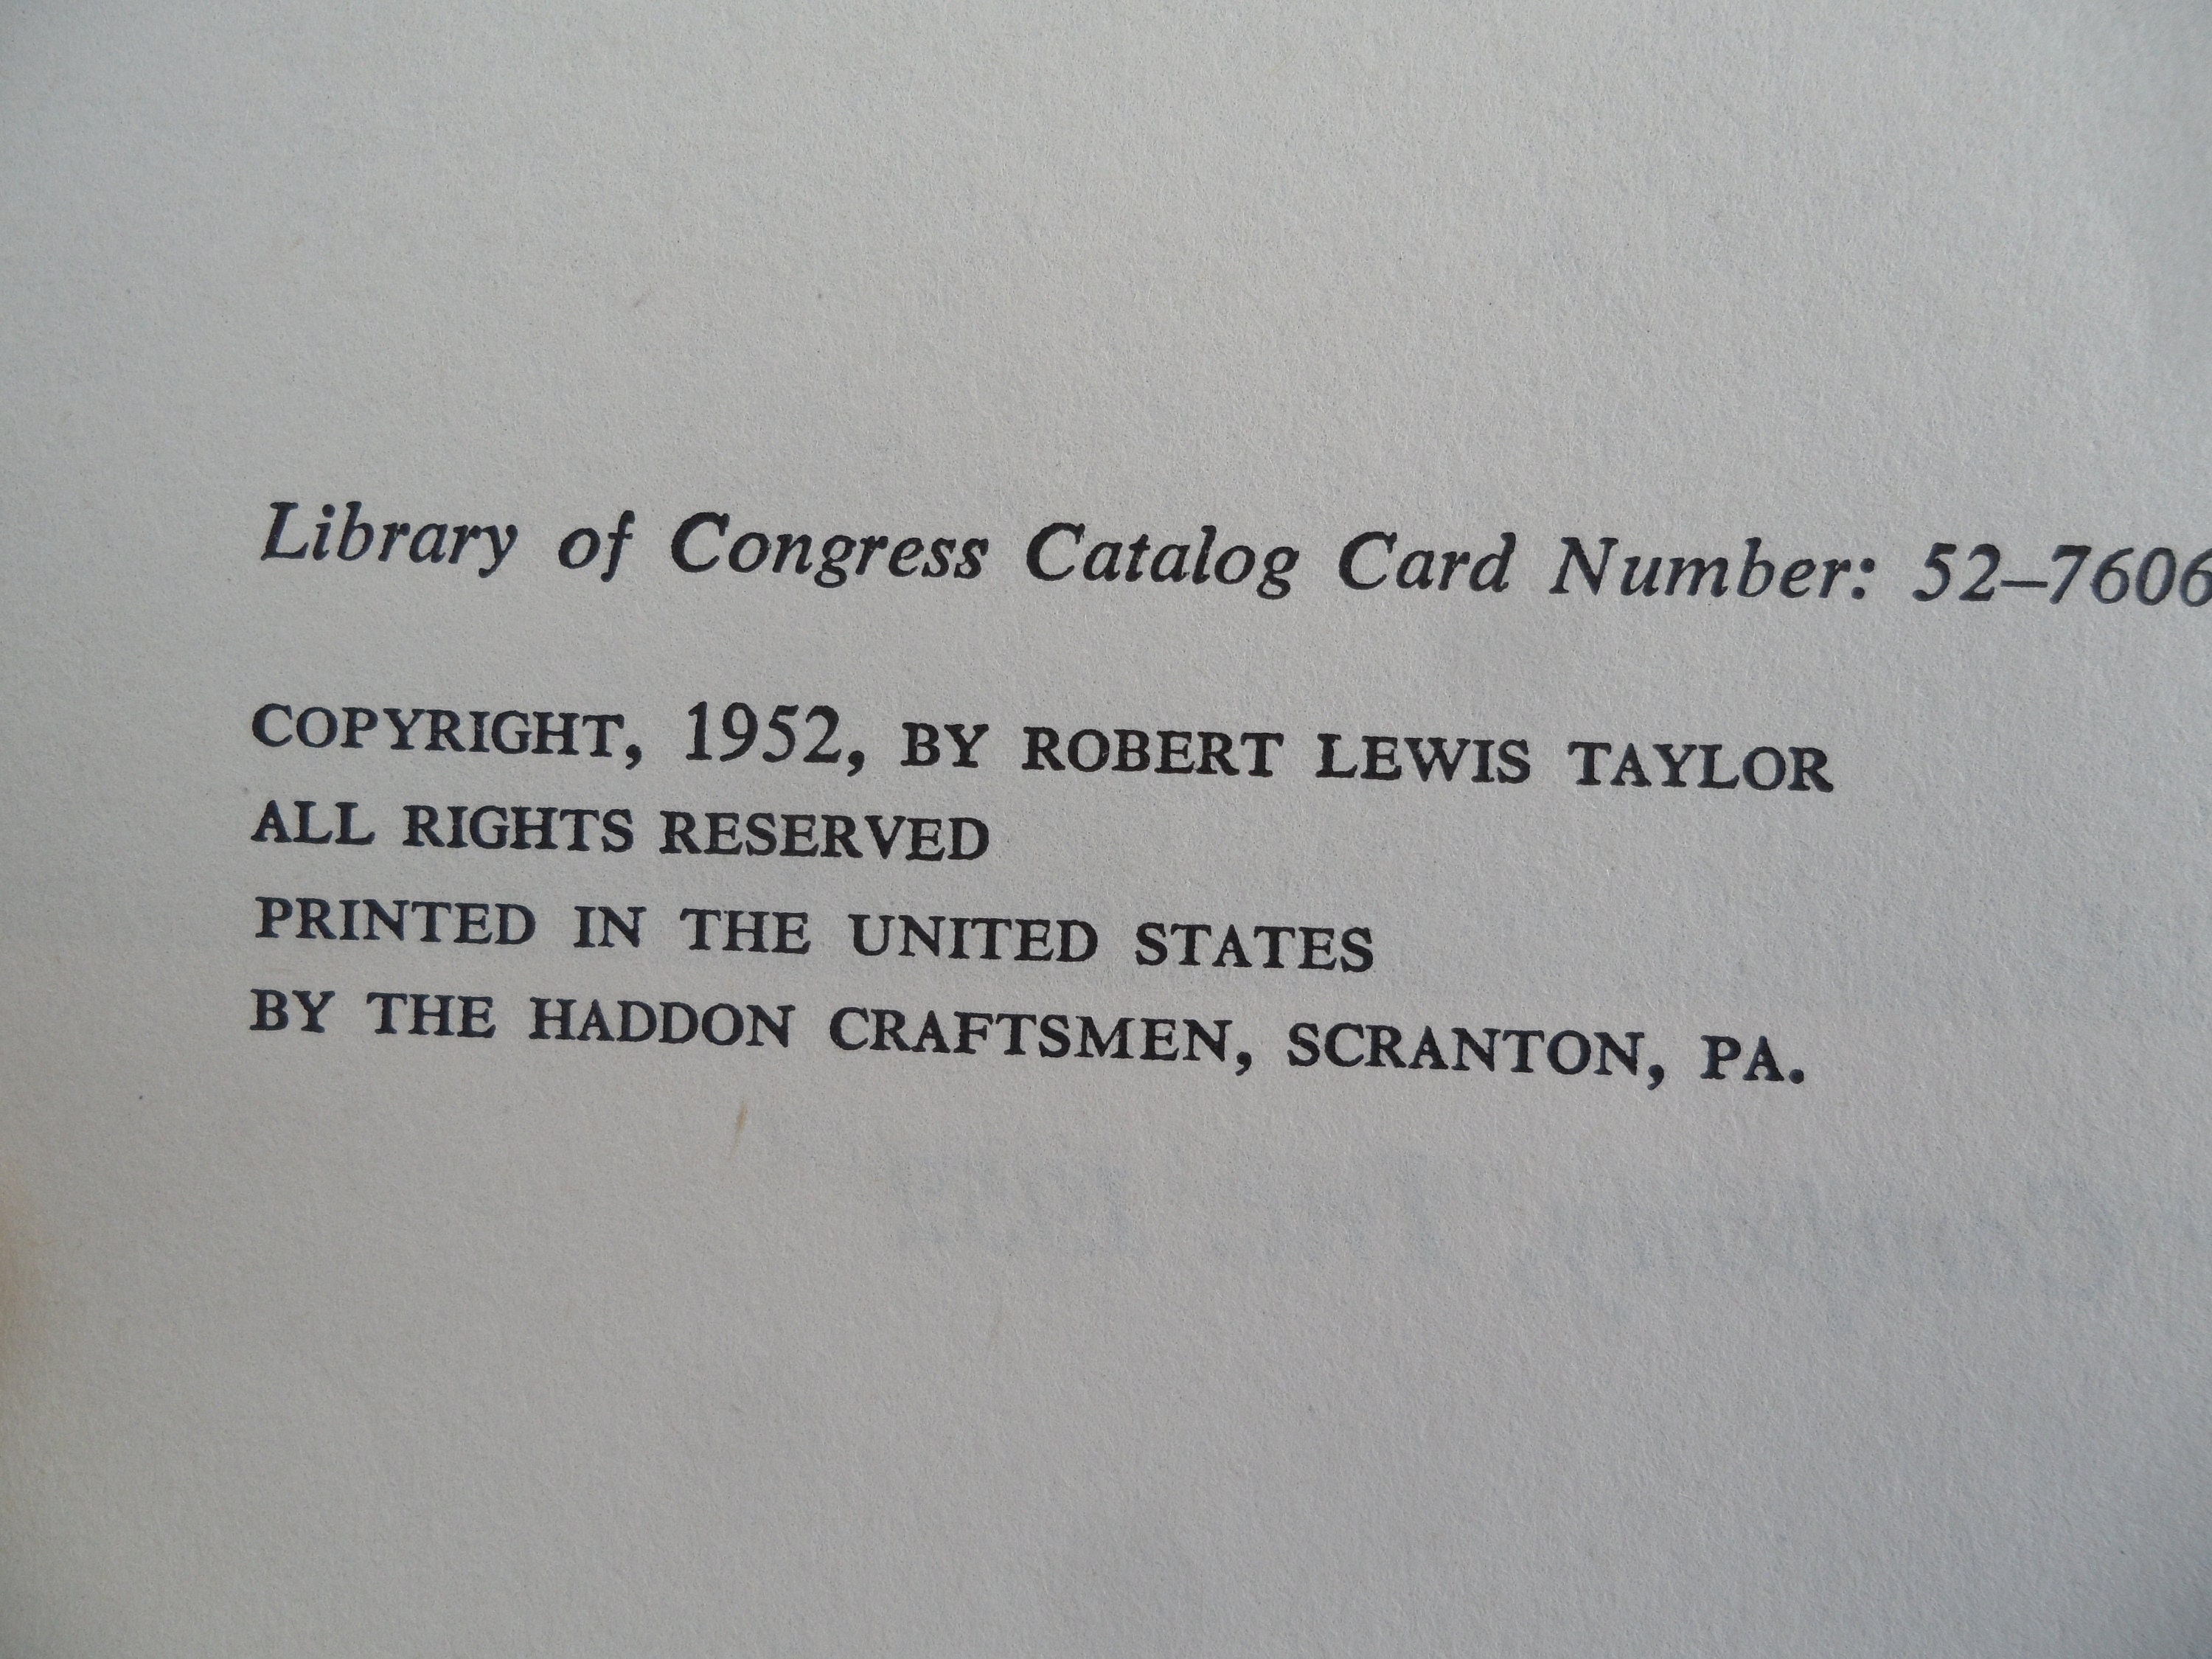 Library of Congress Catalog Card Number: 52–7606
COPYRIGHT, 1952, BY ROBERT LEWIS TAYLOR
ALL RIGHTS RESERVED
PRINTED IN THE UNITED STATES
BY THE HADDON CRAFTSMEN, SCRANTON, PA.